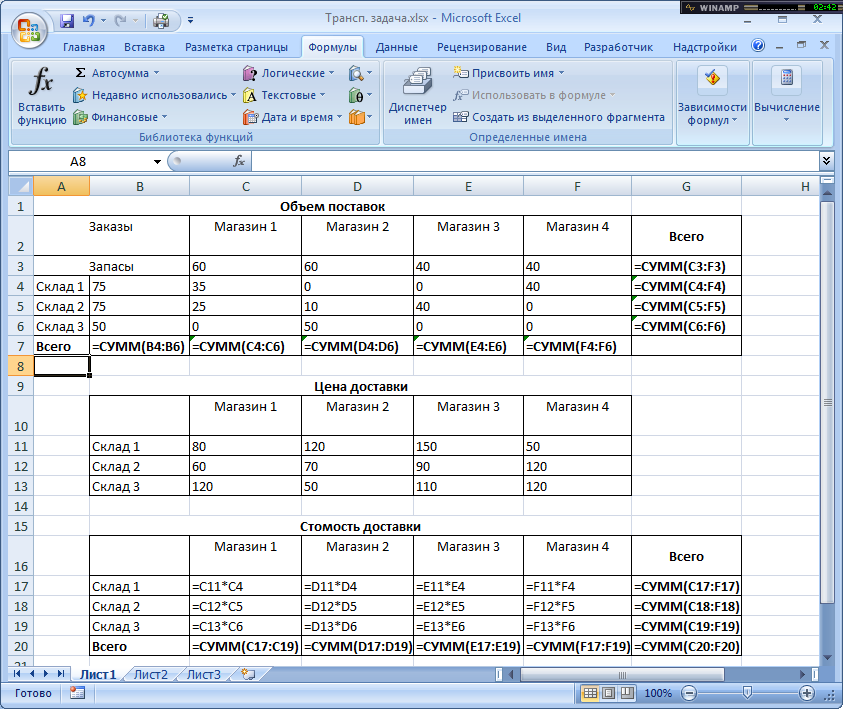 WINAMP 02:42
Трансп. задача.xlsx - Microsoft Excel
Главная Вставка Разметка страницы Формулы Данные Рецензирование Вид Разработчик Надстройки
Вставить функцию
Σ Автосумма
Недавно использовались
Финансовые
Логические
Текстовые
Дата и время
Библиотека функций
Диспетчер имен
Присвоить имя
Использовать в формуле
Создать из выделенного фрагмента
Определенные имена
Зависимости формул
Вычисление
A8 fx
A B C D E F G H
1 Объем поставок
2 Заказы Магазин 1 Магазин 2 Магазин 3 Магазин 4 Всего
3 Запасы 60 60 40 40 =СУММ(C3:F3)
4 Склад 1 75 35 0 0 40 =СУММ(C4:F4)
5 Склад 2 75 25 10 40 0 =СУММ(C5:F5)
6 Склад 3 50 0 50 0 0 =СУММ(C6:F6)
7 Всего =СУММ(B4:B6) =СУММ(C4:C6) =СУММ(D4:D6) =СУММ(E4:E6) =СУММ(F4:F6)
8
9 Цена доставки
10 Магазин 1 Магазин 2 Магазин 3 Магазин 4
11 Склад 1 80 120 150 50
12 Склад 2 60 70 90 120
13 Склад 3 120 50 110 120
14
15 Стомость доставки
16 Магазин 1 Магазин 2 Магазин 3 Магазин 4 Всего
17 Склад 1 =C11*C4 =D11*D4 =E11*E4 =F11*F4 =СУММ(C17:F17)
18 Склад 2 =C12*C5 =D12*D5 =E12*E5 =F12*F5 =СУММ(C18:F18)
19 Склад 3 =C13*C6 =D13*D6 =E13*E6 =F13*F6 =СУММ(C19:F19)
20 Всего =СУММ(C17:C19) =СУММ(D17:D19) =СУММ(E17:E19) =СУММ(F17:F19) =СУММ(C20:F20)
21
Лист1 Лист2 Лист3
Готово 100%